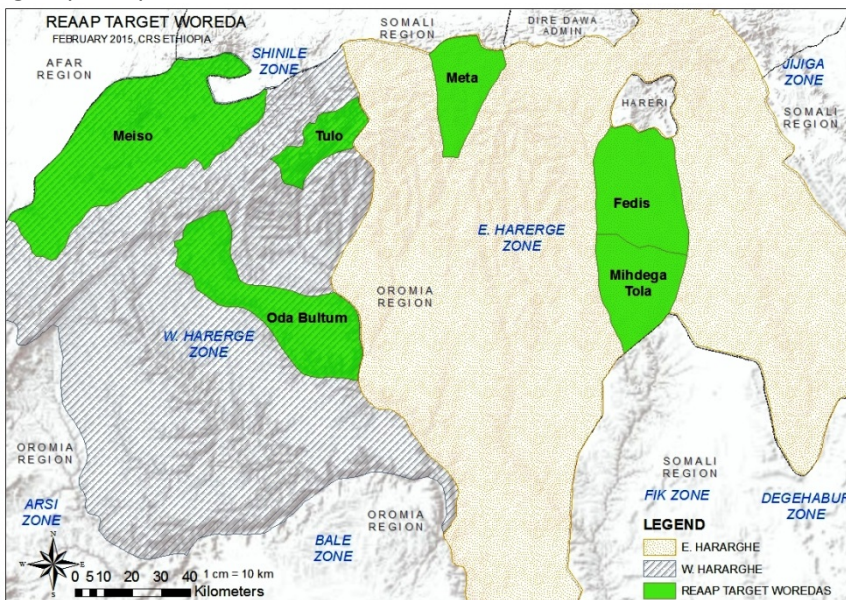 REAAP TARGET WOREDA
FEBRUARY 2015, CRS ETHIOPIA
AFAR
REGION
SHINILE
ZONE
SOMALI
REGION
DIRE DAWA
ADMIN.
JIJIGA
ZONE
SOMALI
REGION
Meta
HARERI
Meiso
Tulo
Fedis
E. HARERGE
ZONE
Mihdega
Tola
OROMIA
REGION
Oda Bultum
W. HARERGE
ZONE
OROMIA
REGION
SOMALI
REGION
ARSI
ZONE
OROMIA
REGION
BALE
ZONE
FIK ZONE
DEGEHABUR
ZONE
LEGEND
E. HARARGHE
W. HARARGHE
REAAP TARGET WOREDAS
N
W E
S
1 cm = 10 km
0 5 10 20 30 40
Kilometers